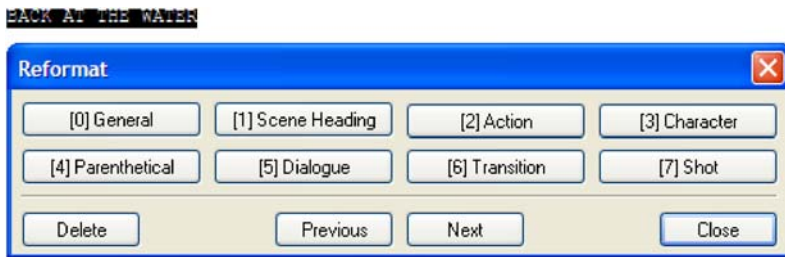 BACK AT THE WATER
Reformat
[0] General [1] Scene Heading [2] Action [3] Character
[4] Parenthetical [5] Dialogue [6] Transition [7] Shot
Delete Previous Next Close